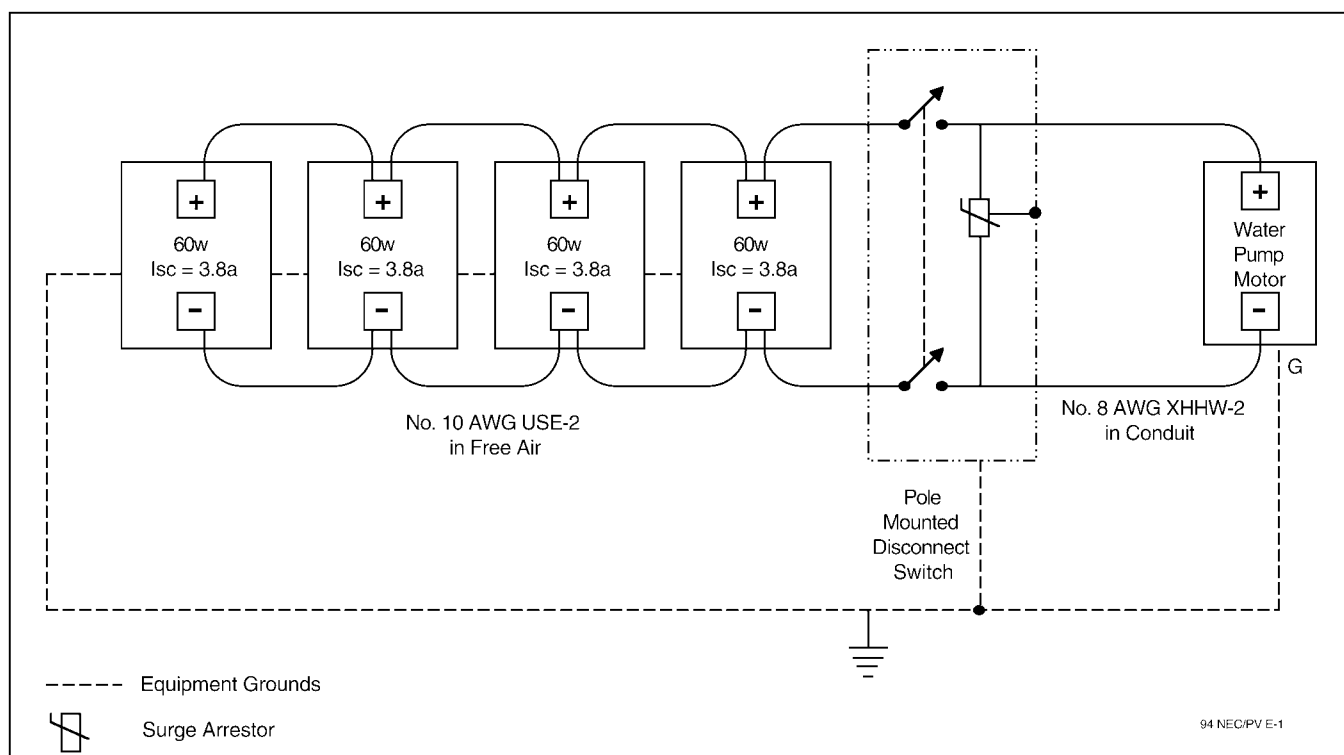 + + + + +
60w 60w 60w 60w
Isc = 3.8a Isc = 3.8a Isc = 3.8a Isc = 3.8a
Water
Pump
Motor
- - - - -
G
No. 10 AWG USE-2
in Free Air
No. 8 AWG XHHW-2
in Conduit
Pole
Mounted
Disconnect
Switch
Equipment Grounds
Surge Arrestor
94 NEC/PV E-1